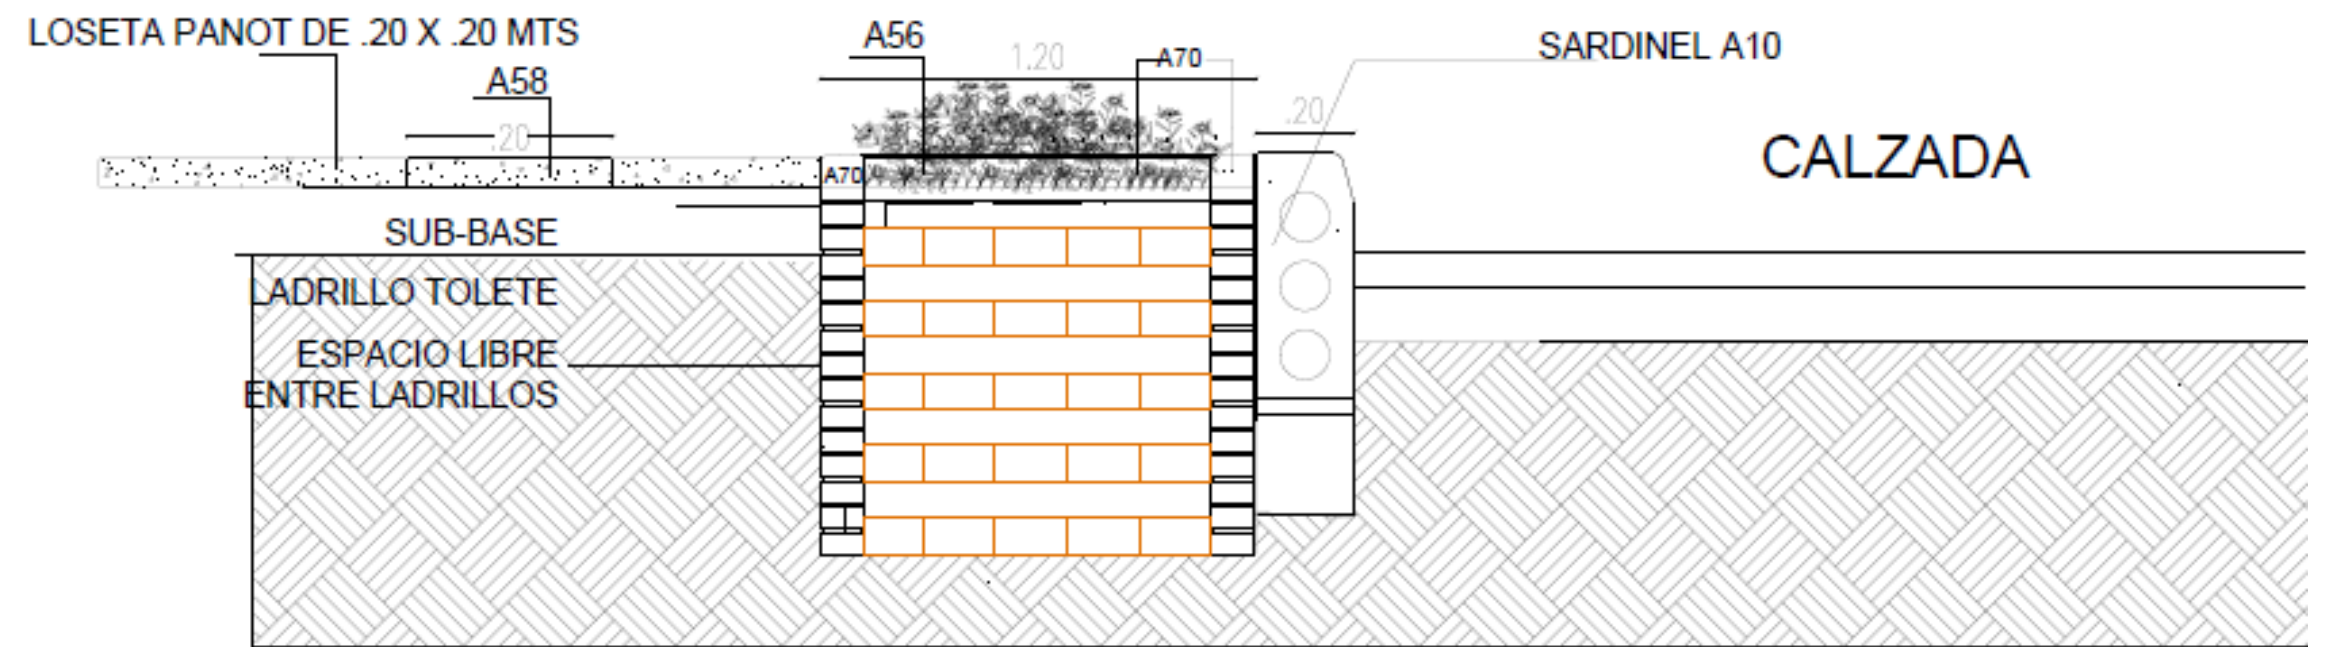 LOSETA PANOT DE .20 X .20 MTS
A56
1.20
A70
SARDINEL A10
A58
.20
.20
CALZADA
A70
SUB-BASE
LADRILLO TOLETE
ESPACIO LIBRE
ENTRE LADRILLOS